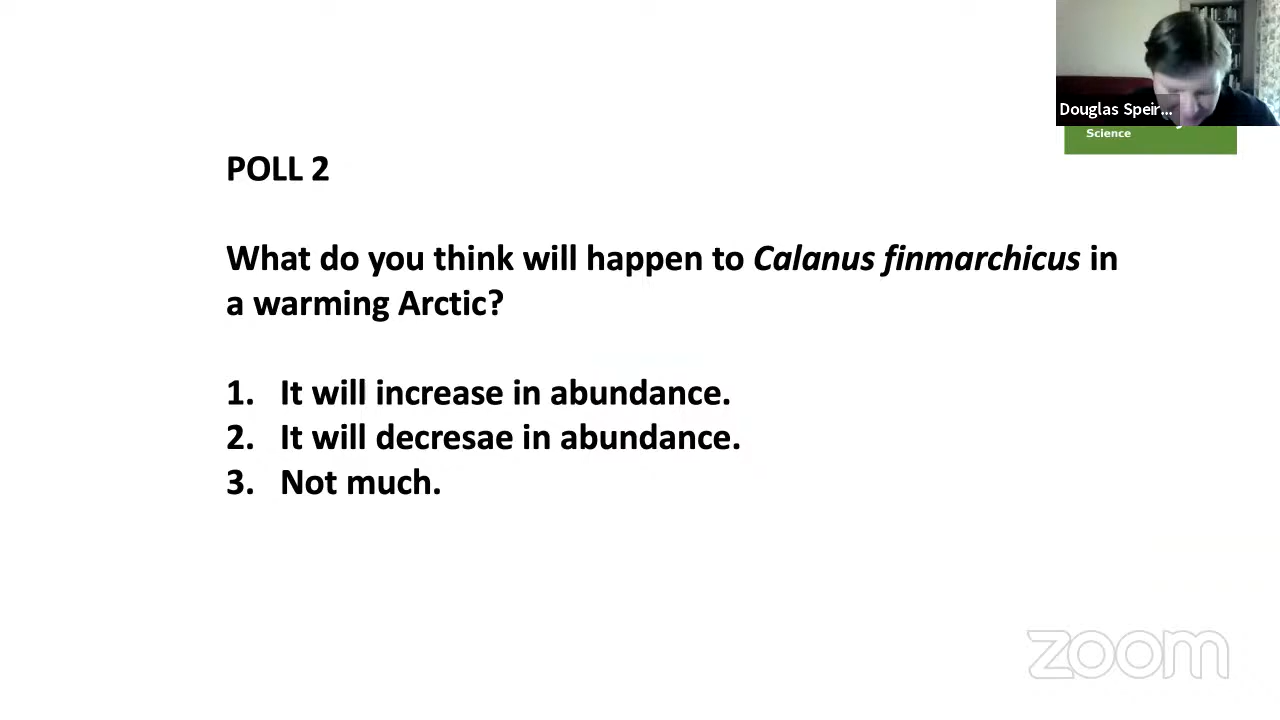 Douglas Speir...
Science
POLL 2
What do you think will happen to Calanus finmarchicus in
a warming Arctic?
1. It will increase in abundance.
2. It will decresae in abundance.
3. Not much.
zoom